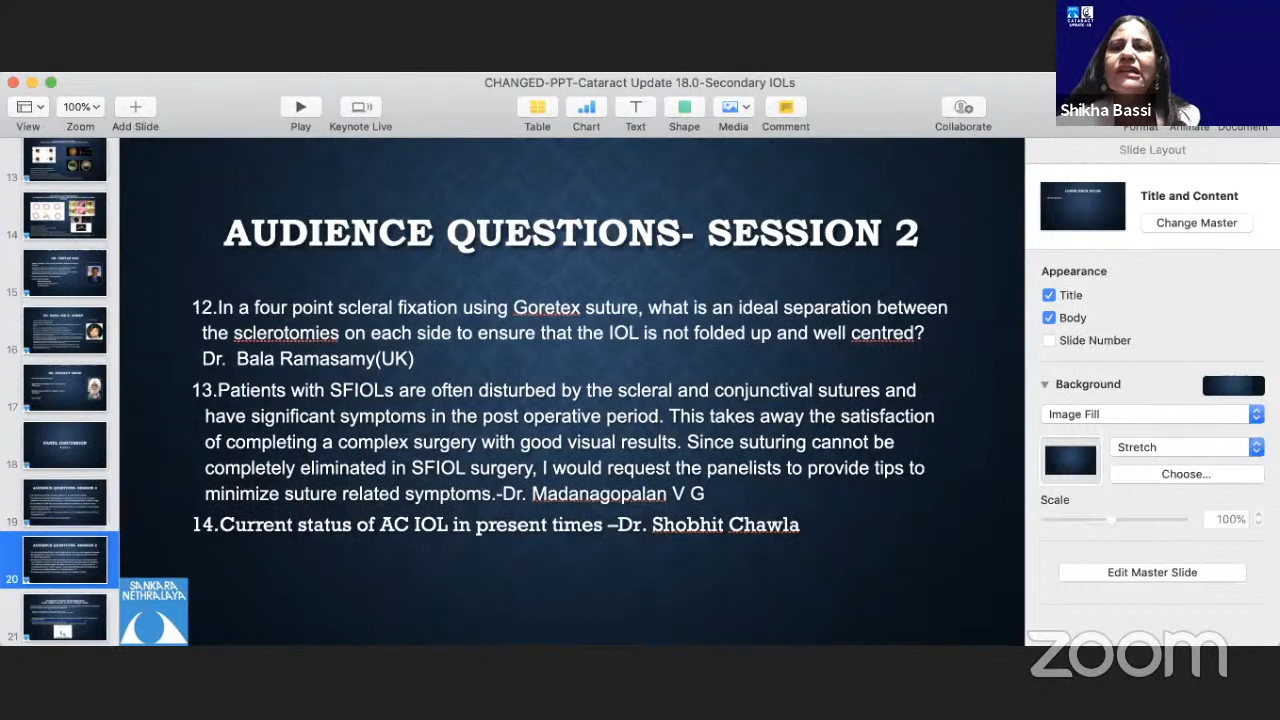 CHANGED-PPT-Cataract Update 18.0-Secondary IOLs
CATARACT
Shikha Bassi
100%
View
Zoom
Add Slide
Play
Keynote Live
Table
Chart
Text
Shape
Media
Comment
Collaborate
Format
Animate
Document
13
14
15
16
17
18
19
20
21
PANEL DISCUSSION
AUDIENCE QUESTIONS- SESSION 2
12.In a four point scleral fixation using Goretex suture, what is an ideal separation between
the sclerotomies on each side to ensure that the IOL is not folded up and well centred?
Dr. Bala Ramasamy(UK)
13.Patients with SFIOLs are often disturbed by the scleral and conjunctival sutures and
have significant symptoms in the post operative period. This takes away the satisfaction
of completing a complex surgery with good visual results. Since suturing cannot be
completely eliminated in SFIOL surgery, I would request the panelists to provide tips to
minimize suture related symptoms.-Dr. Madanagopalan V G
14.Current status of AC IOL in present times –Dr. Shobhit Chawla
SANKARA
NETHRALAYA
Slide Layout
Title and Content
Change Master
Appearance
Title
Body
Slide Number
Background
Image Fill
Stretch
Choose...
Scale
100%
Edit Master Slide
zoom